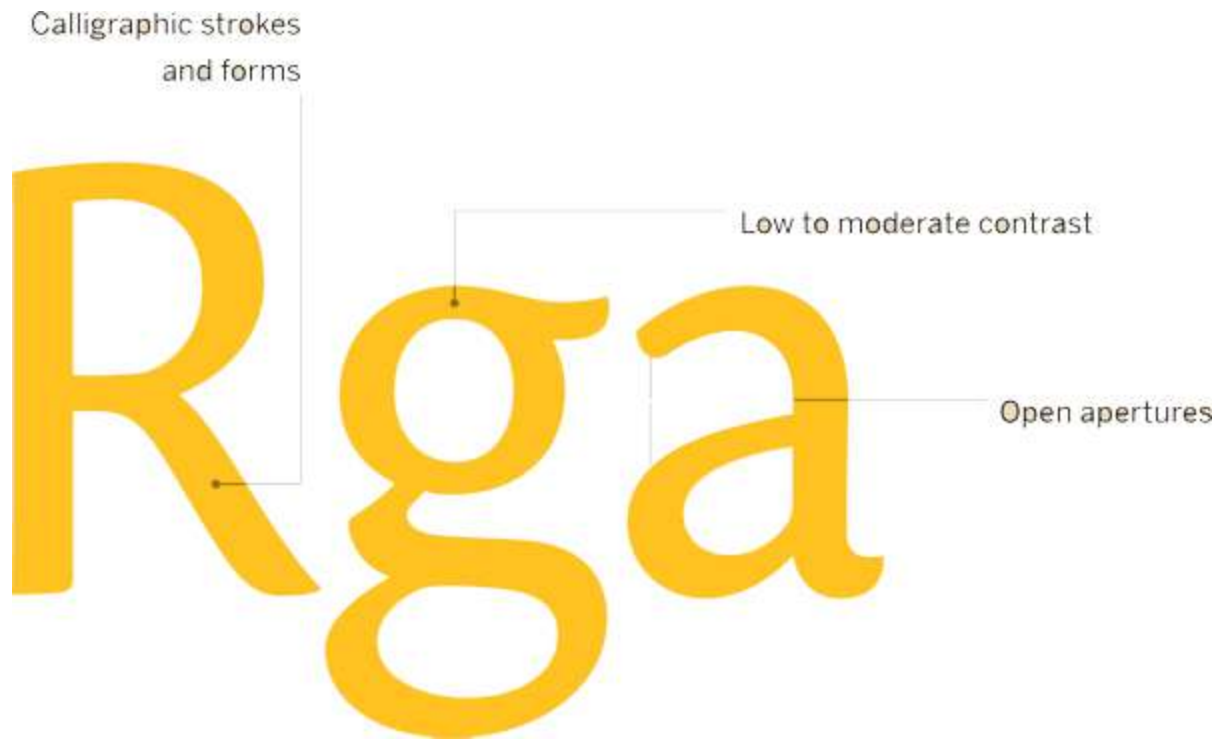 Calligraphic strokes
and forms
Low to moderate contrast
Rga
Open apertures